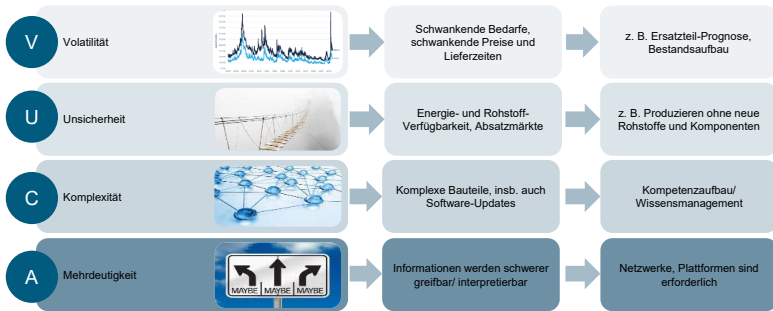 V
Volatilität
Schwankende Bedarfe,
schwankende Preise und
Lieferzeiten
z. B. Ersatzteil-Prognose,
Bestandsaufbau
U
Unsicherheit
Energie- und Rohstoff-
Verfügbarkeit, Absatzmärkte
z. B. Produzieren ohne neue
Rohstoffe und Komponenten
C
Komplexität
Komplexe Bauteile, insb. auch
Software-Updates
Kompetenzaufbau/
Wissensmanagement
A
Mehrdeutigkeit
MAYBE MAYBE MAYBE
Informationen werden schwerer
greifbar/ interpretierbar
Netzwerke, Plattformen sind
erforderlich